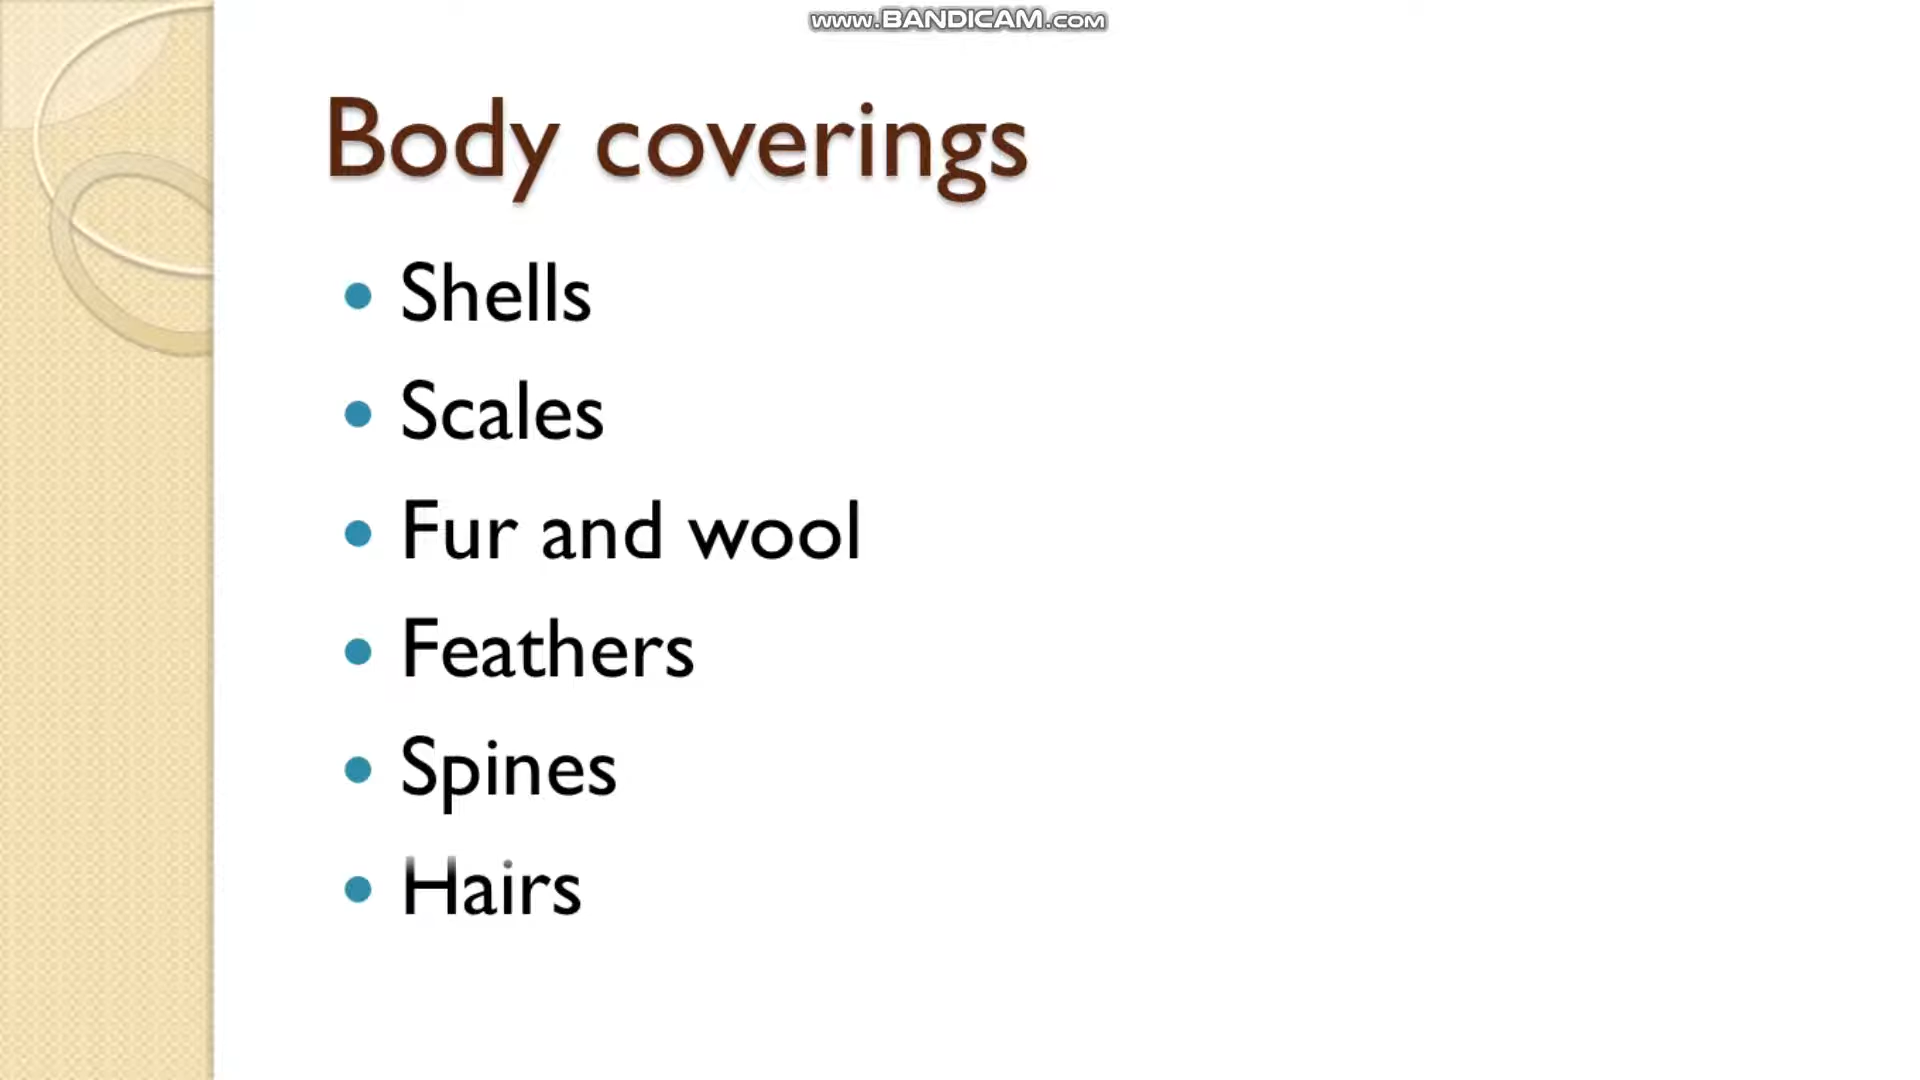 www.BANDICAM.com
Body coverings
• Shells
• Scales
• Fur and wool
• Feathers
• Spines
• Hairs